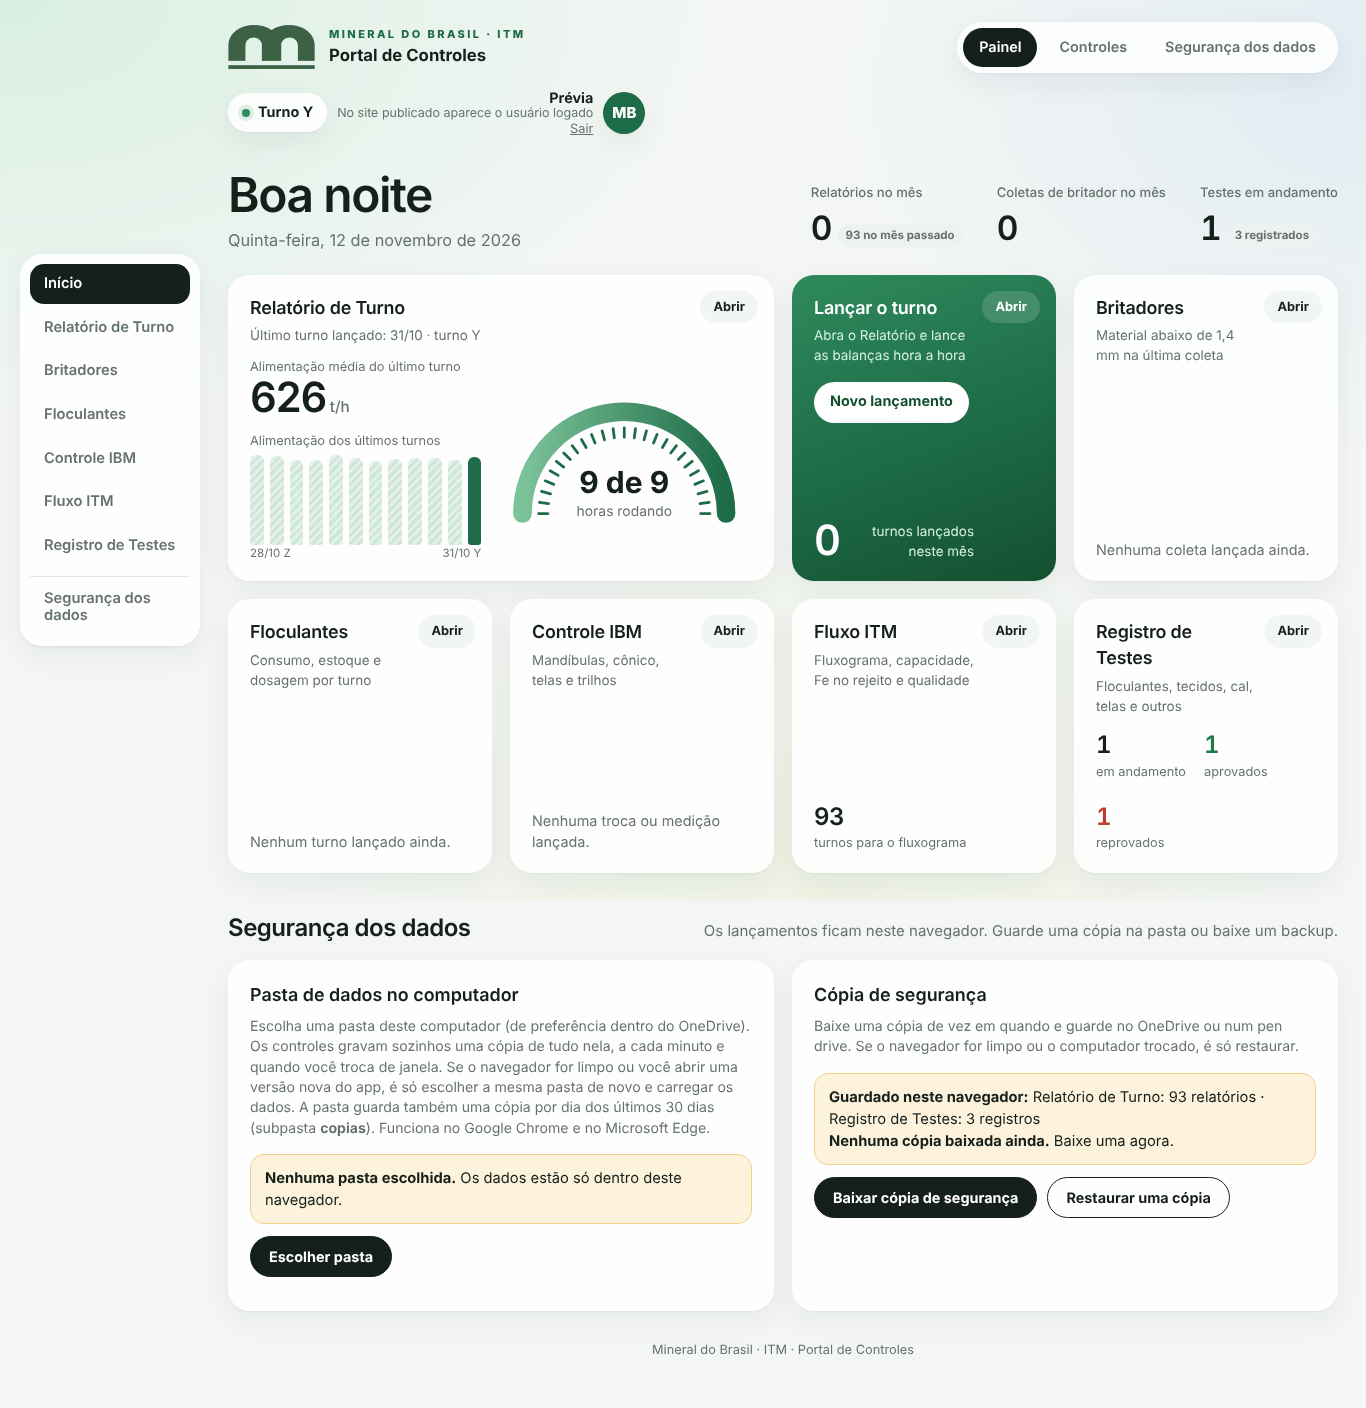 MINERAL DO BRASIL · ITM
Portal de Controles
Painel
Controles
Segurança dos dados
Turno Y
Prévia
No site publicado aparece o usuário logado
Sair
MB
Boa noite
Quinta-feira, 12 de novembro de 2026
Relatórios no mês
0 93 no mês passado
Coletas de britador no mês
0
Testes em andamento
1 3 registrados
Início
Relatório de Turno
Britadores
Floculantes
Controle IBM
Fluxo ITM
Registro de Testes
Segurança dos
dados
Relatório de Turno
Abrir
Último turno lançado: 31/10 · turno Y
Alimentação média do último turno
626 t/h
Alimentação dos últimos turnos
28/10 Z
31/10 Y
9 de 9
horas rodando
Lançar o turno
Abrir
Abra o Relatório e lance
as balanças hora a hora
Novo lançamento
0
turnos lançados
neste mês
Britadores
Abrir
Material abaixo de 1,4
mm na última coleta
Nenhuma coleta lançada ainda.
Floculantes
Abrir
Consumo, estoque e
dosagem por turno
Nenhum turno lançado ainda.
Controle IBM
Abrir
Mandíbulas, cônico,
telas e trilhos
Nenhuma troca ou medição
lançada.
Fluxo ITM
Abrir
Fluxograma, capacidade,
Fe no rejeito e qualidade
93
turnos para o fluxograma
Registro de
Testes
Abrir
Floculantes, tecidos, cal,
telas e outros
1
em andamento
1
aprovados
1
reprovados
Segurança dos dados
Os lançamentos ficam neste navegador. Guarde uma cópia na pasta ou baixe um backup.
Pasta de dados no computador
Escolha uma pasta deste computador (de preferência dentro do OneDrive).
Os controles gravam sozinhos uma cópia de tudo nela, a cada minuto e
quando você troca de janela. Se o navegador for limpo ou você abrir uma
versão nova do app, é só escolher a mesma pasta de novo e carregar os
dados. A pasta guarda também uma cópia por dia dos últimos 30 dias
(subpasta copias). Funciona no Google Chrome e no Microsoft Edge.
Nenhuma pasta escolhida. Os dados estão só dentro deste
navegador.
Escolher pasta
Cópia de segurança
Baixe uma cópia de vez em quando e guarde no OneDrive ou num pen
drive. Se o navegador for limpo ou o computador trocado, é só restaurar.
Guardado neste navegador: Relatório de Turno: 93 relatórios ·
Registro de Testes: 3 registros
Nenhuma cópia baixada ainda. Baixe uma agora.
Baixar cópia de segurança
Restaurar uma cópia
Mineral do Brasil · ITM · Portal de Controles